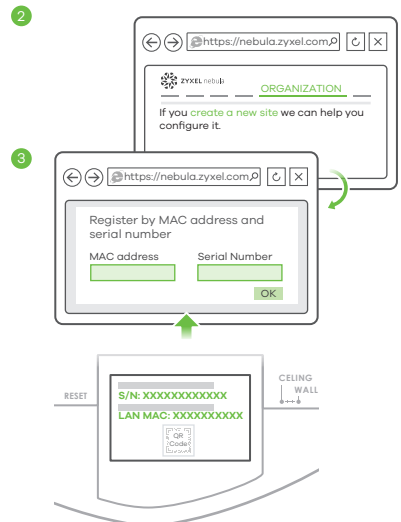 2
https://nebula.zyxel.com
ZYXEL nebula
ORGANIZATION
If you create a new site we can help you
configure it.
3
https://nebula.zyxel.com
Register by MAC address and
serial number
MAC address Serial Number
OK
RESET
S/N: XXXXXXXXXXXX
LAN MAC: XXXXXXXXXX
QR
Code
CELING
WALL